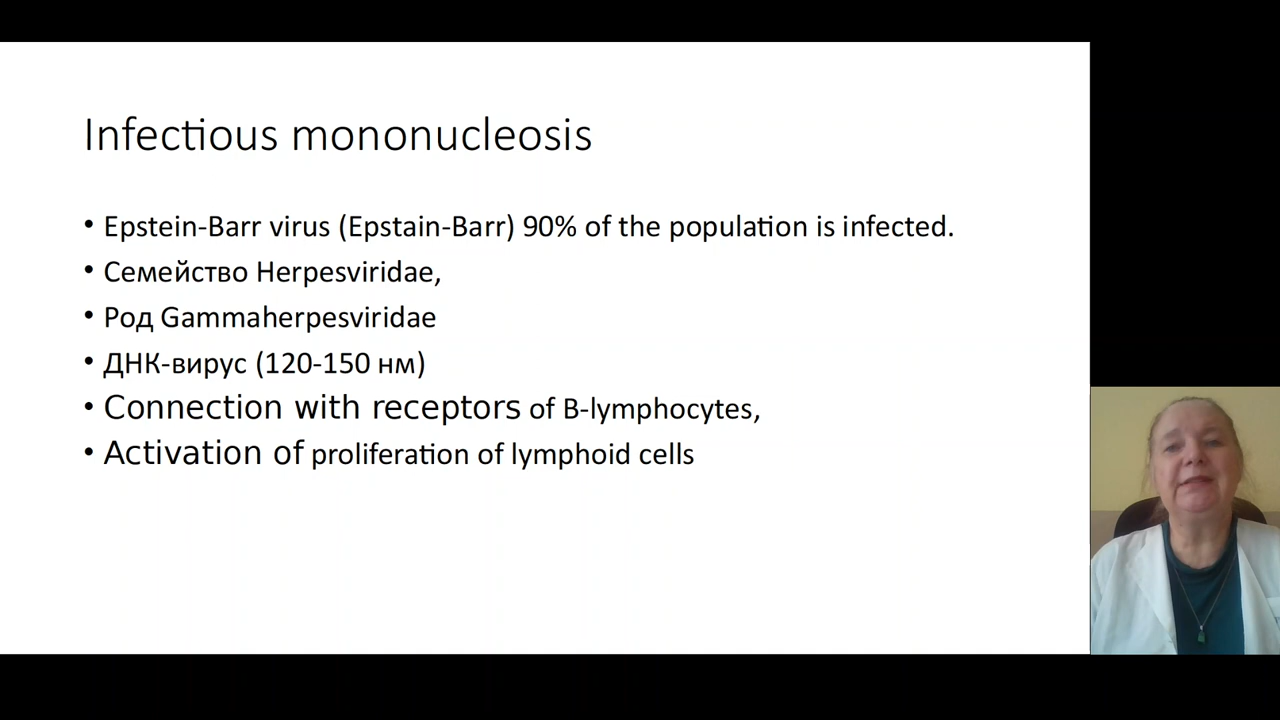 Infectious mononucleosis
• Epstein-Barr virus (Epstain-Barr) 90% of the population is infected.
• Семейство Herpesviridae,
• Род Gammaherpesviridae
• ДНК-вирус (120-150 нм)
• Connection with receptors of B-lymphocytes,
• Activation of proliferation of lymphoid cells